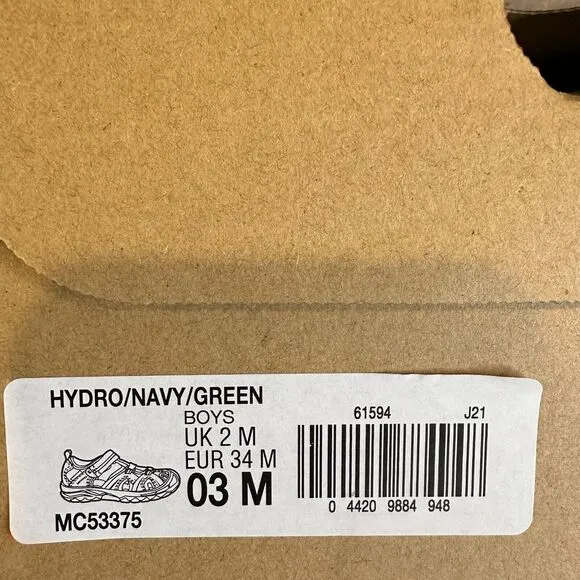 HYDRO/NAVY/GREEN
BOYS
UK 2 M
EUR 34 M
03 M
MC53375
61594 J21
0 4420 9884 948